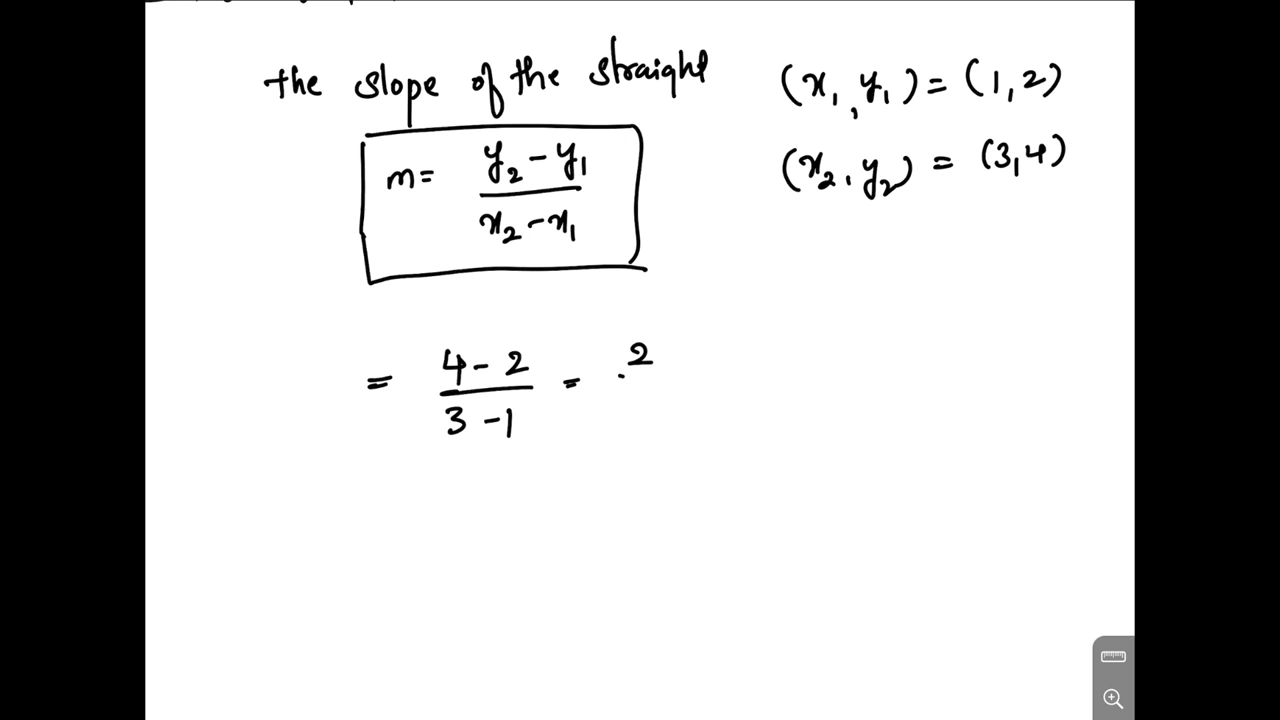 the slope of the straight
(x₁, y₁) = (1, 2)
m = (y₂ - y₁) / (x₂ - x₁)
(x₂, y₂) = (3, 4)
= (4 - 2) / (3 - 1) = 2